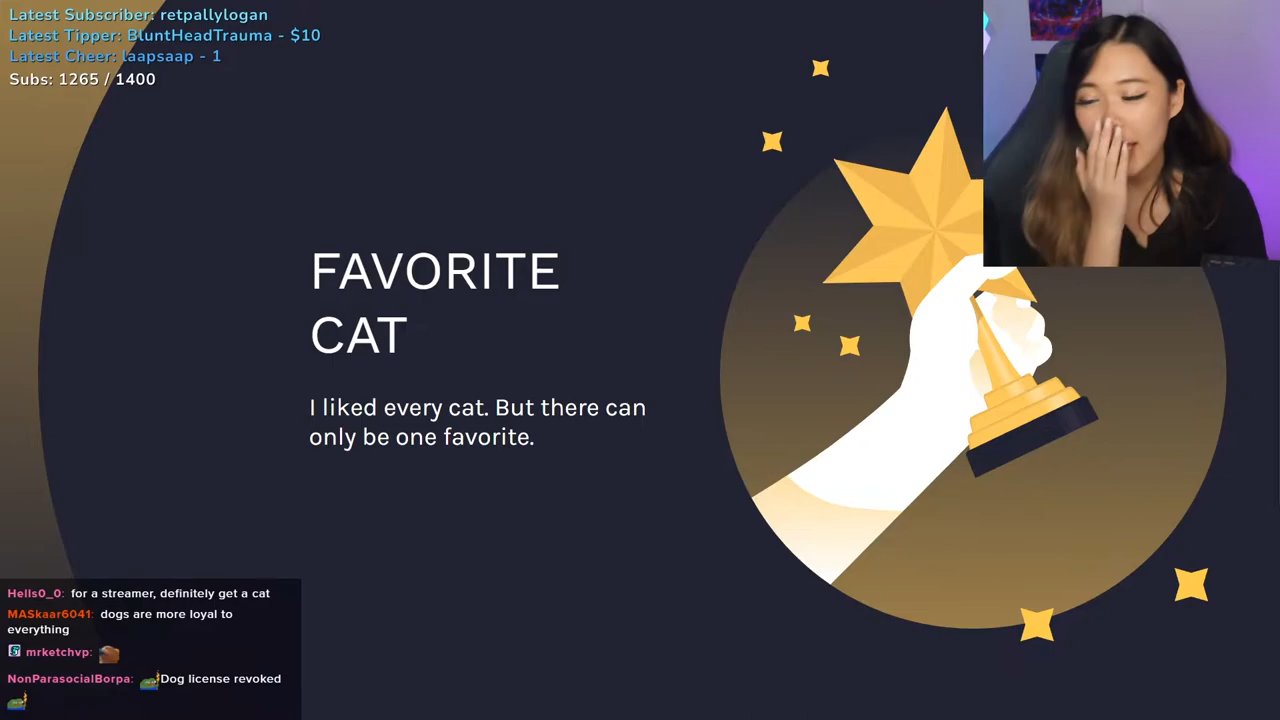 Latest Subscriber: retpallylogan
Latest Tipper: BluntHeadTrauma - $10
Latest Cheer: laapsaap - 1
Subs: 1265 / 1400
FAVORITE
CAT
I liked every cat. But there can
only be one favorite.
Hells0_0: for a streamer, definitely get a cat
MASkaar6041: dogs are more loyal to
everything
mrketchvp:
NonParasocialBorpa: Dog license revoked